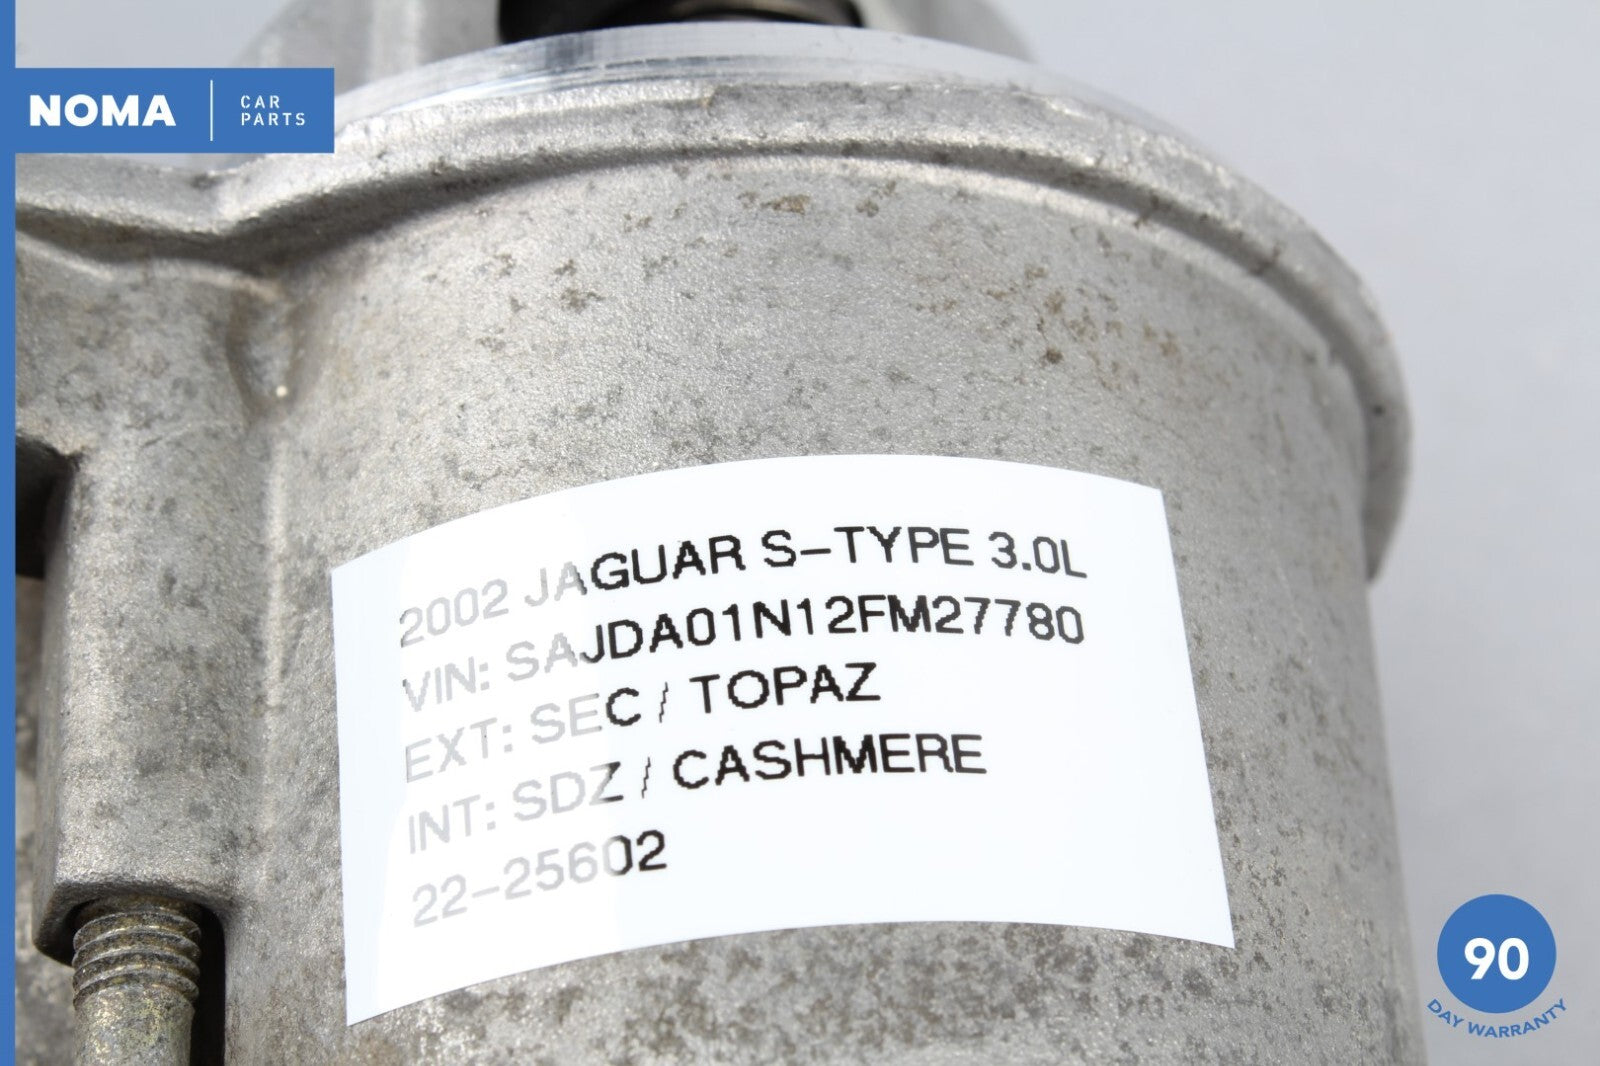 NOMA
CAR
PARTS
2002 JAGUAR S-TYPE 3.0L
VIN: SAJDA01N12FM27780
EXT: SEC / TOPAZ
INT: SDZ / CASHMERE
22-25602
90
DAY WARRANTY